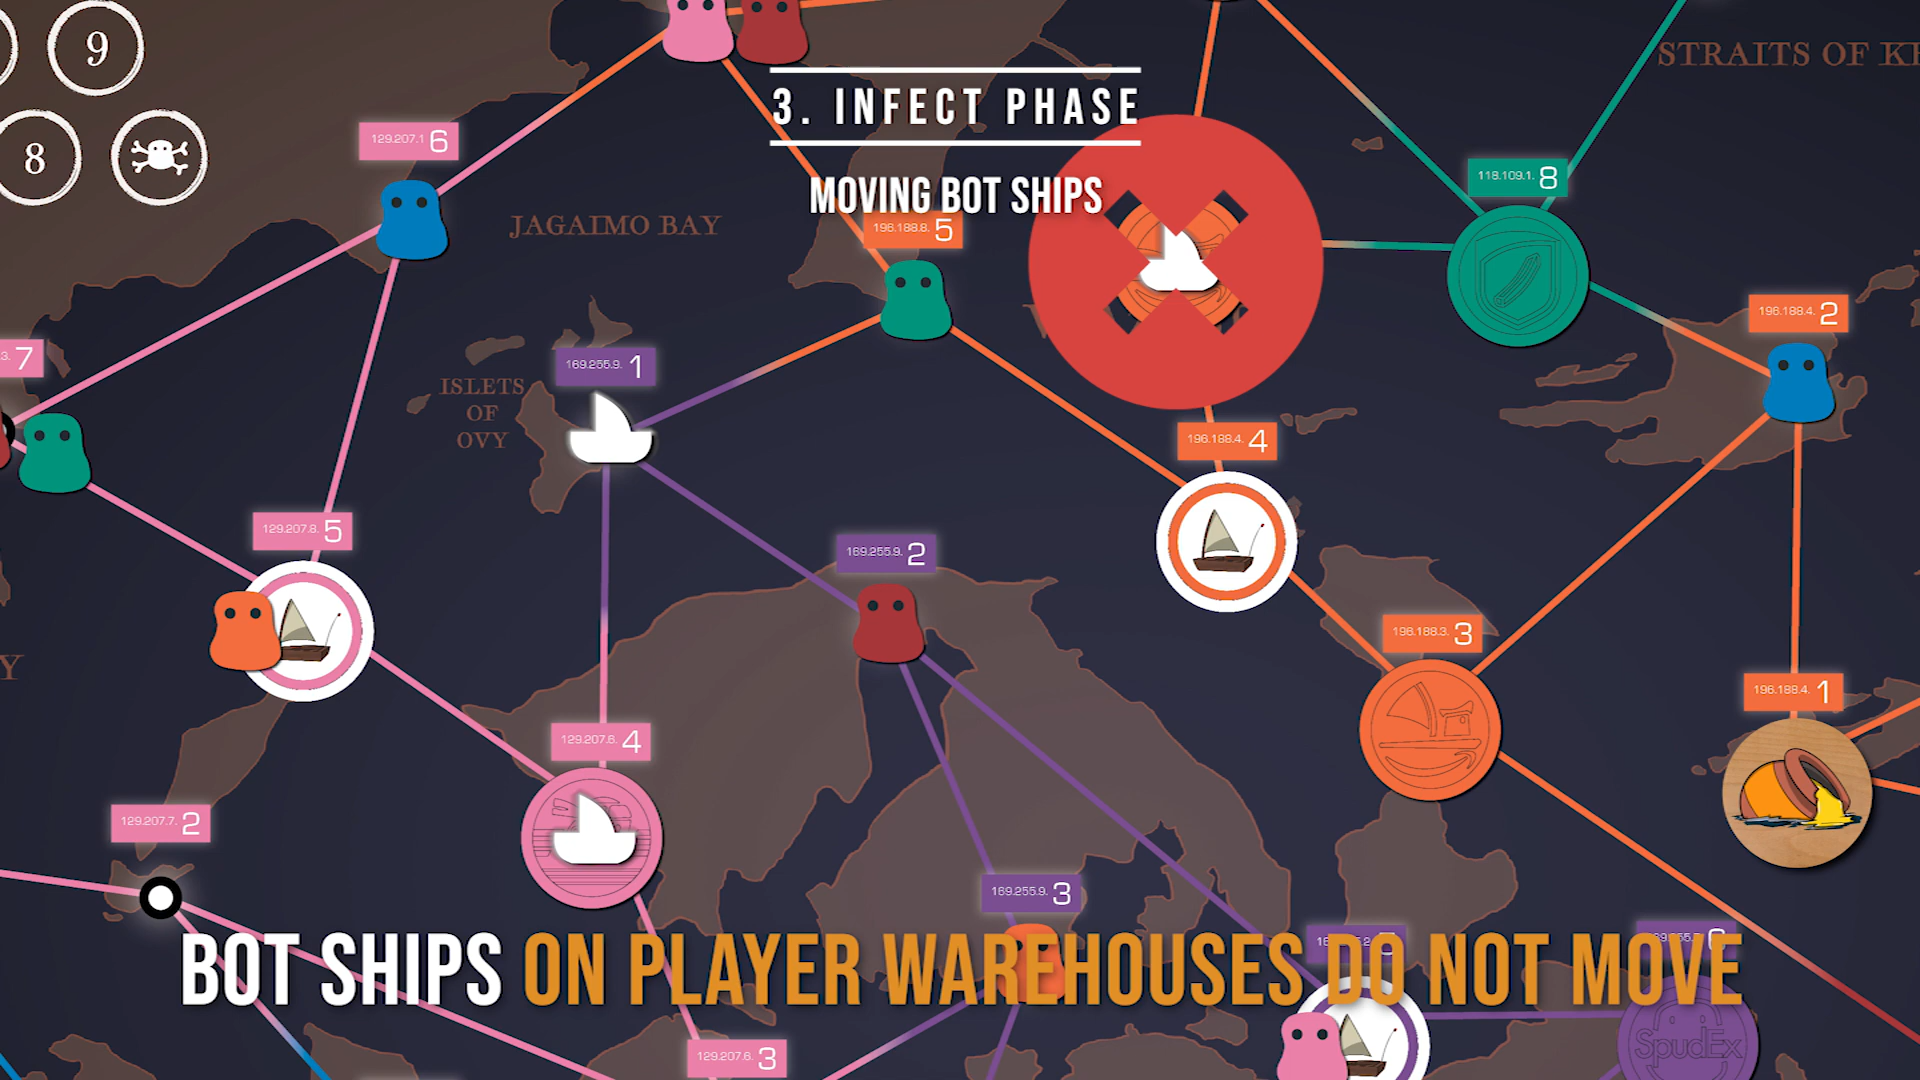 9
8
3. INFECT PHASE
MOVING BOT SHIPS
STRAITS OF
129.207.1 6
JAGAIMO BAY
196.188.8. 5
118.109.1. 8
196.188.4. 2
3. 7
169.255.9. 1
ISLETS
OF
OVY
196.188.4. 4
129.207.8. 5
169.255.9. 2
196.188.3. 3
Y
196.188.4. 1
129.207.6. 4
129.207.7. 2
169.255.9. 3
BOT SHIPS ON PLAYER WAREHOUSES DO NOT MOVE
SpudEx
129.207.6. 3